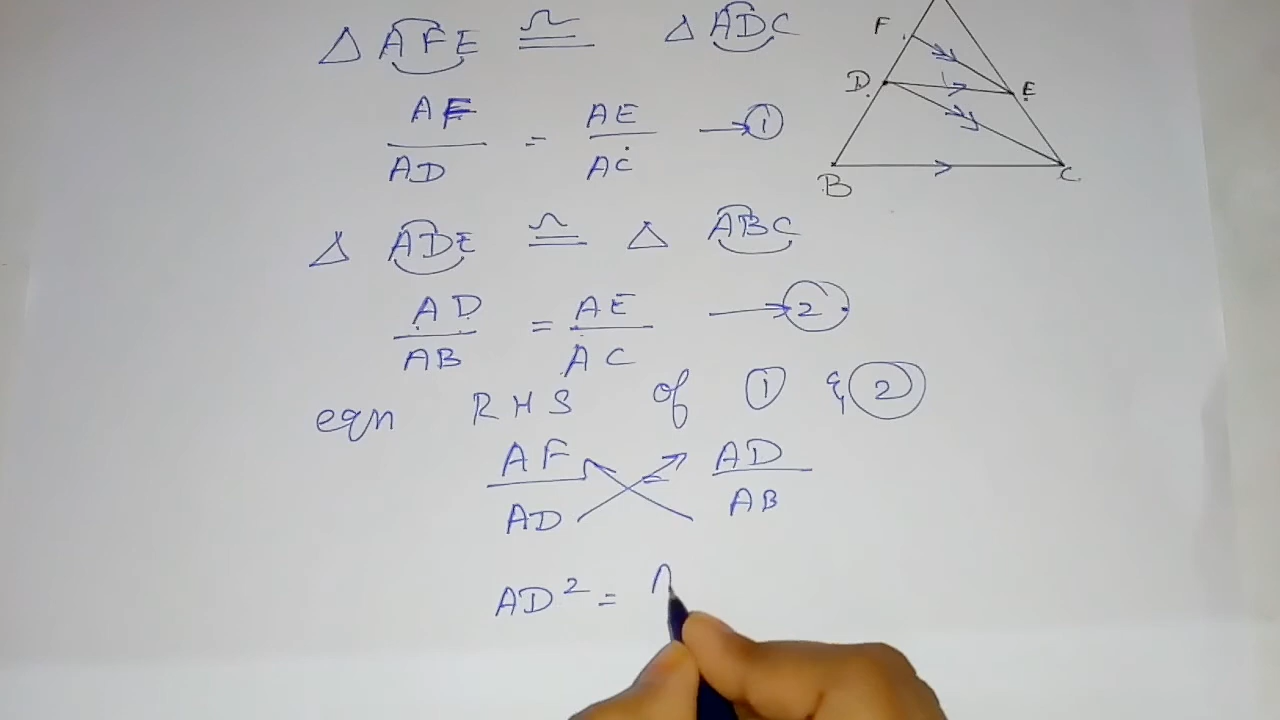 △ AFE ≅ △ ADC
AF/AD = AE/AC → ①
△ ADE ≅ △ ABC
AD/AB = AE/AC → ②
eqn RHS of ① & ②
AF/AD = AD/AB
AD² = A
F
D
E
B
C